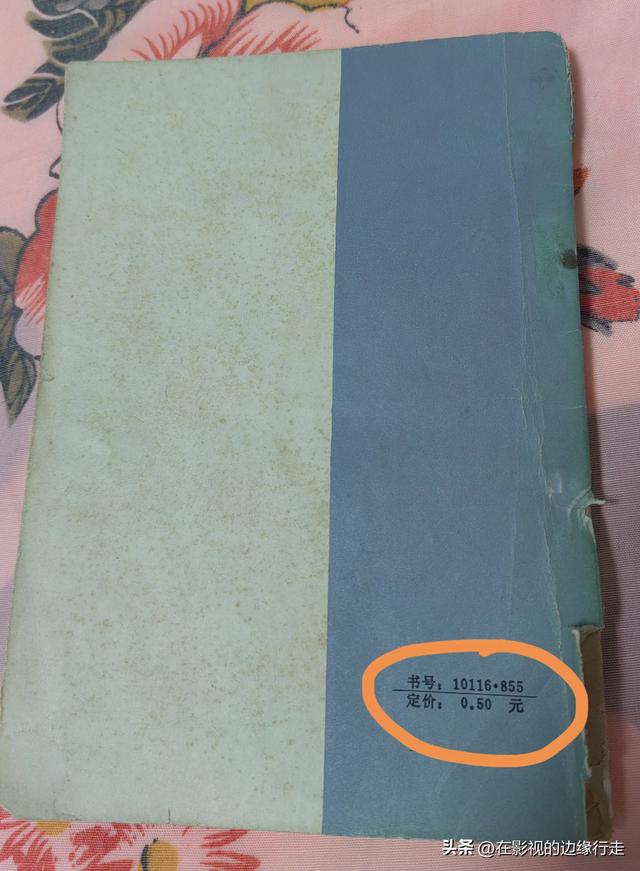 书号：10116·855
定价： 0.50 元
头条 @在影视的边缘行走